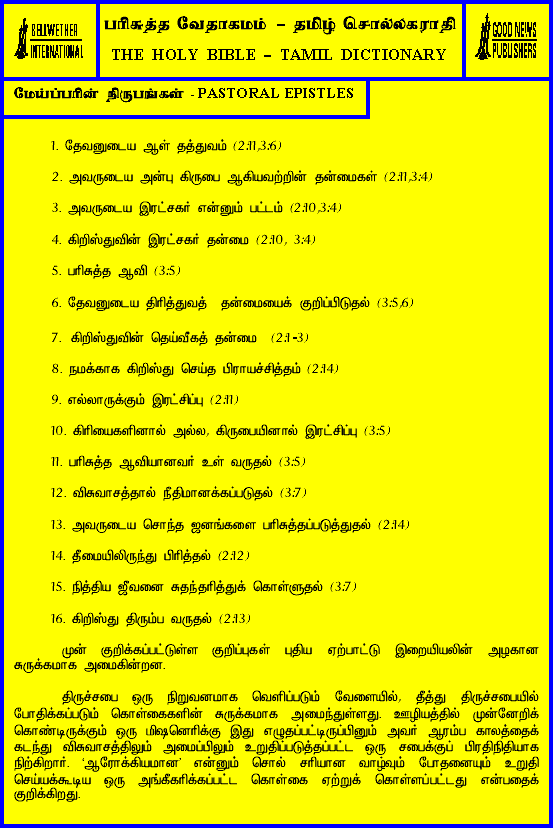 BELLWETHER
INTERNATIONAL
பரிசுத்த வேதாகமம் – தமிழ் சொல்லகராதி
THE HOLY BIBLE – TAMIL DICTIONARY
GOOD NEWS
PUBLISHERS
மேய்ப்பரின் நிருபங்கள் - PASTORAL EPISTLES
1. தேவனுடைய ஆள் தத்துவம் (2:11,3:6)
2. அவருடைய அன்பு கிருபை ஆகியவற்றின் தன்மைகள் (2:11,3:4)
3. அவருடைய இரட்சகர் என்னும் பட்டம் (2:10,3:4)
4. கிறிஸ்துவின் இரட்சகர் தன்மை (2:10, 3:4)
5. பரிசுத்த ஆவி (3:5)
6. தேவனுடைய திரித்துவத் தன்மையைக் குறிப்பிடுதல் (3:5,6)
7. கிறிஸ்துவின் தெய்வீகத் தன்மை (2:1-3)
8. நமக்காக கிறிஸ்து செய்த பிராயச்சித்தம் (2:14)
9. எல்லாருக்கும் இரட்சிப்பு (2:11)
10. கிரியைகளினால் அல்ல, கிருபையினால் இரட்சிப்பு (3:5)
11. பரிசுத்த ஆவியானவர் உள் வருதல் (3:5)
12. விசுவாசத்தால் நீதிமானக்கப்படுதல் (3:7)
13. அவருடைய சொந்த ஜனங்களை பரிசுத்தப்படுத்துதல் (2:14)
14. தீமையிலிருந்து பிரித்தல் (2:12)
15. நித்திய ஜீவனை சுதந்தரித்துக் கொள்ளுதல் (3:7)
16. கிறிஸ்து திரும்ப வருதல் (2:13)
முன் குறிக்கப்பட்டுள்ள குறிப்புகள் புதிய ஏற்பாட்டு இறையியலின் அழகான
சுருக்கமாக அமைகின்றன.
திருச்சபை ஒரு நிறுவனமாக வெளிப்படும் வேளையில், தீத்து திருச்சபையில்
போதிக்கப்படும் கொள்கைகளின் சுருக்கமாக அமைந்துள்ளது. ஊழியத்தில் முன்னேறிக்
கொண்டிருக்கும் ஒரு மிஷனெரிக்கு இது எழுதப்பட்டிருப்பினும் அவர் ஆரம்ப காலத்தைக்
கடந்து விசுவாசத்திலும் அமைப்பிலும் உறுதிப்படுத்தப்பட்ட ஒரு சபைக்குப் பிரதிநிதியாக
நிற்கிறார். ‘ஆரோக்கியமான’ என்னும் சொல் சரியான வாழ்வும் போதனையும் உறுதி
செய்யக்கூடிய ஒரு அங்கீகரிக்கப்பட்ட கொள்கை ஏற்றுக் கொள்ளப்பட்டது என்பதைக்
குறிக்கிறது.